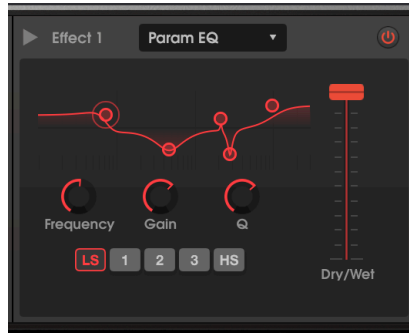 Effect 1 Param EQ
Frequency Gain Q
LS 1 2 3 HS
Dry/Wet